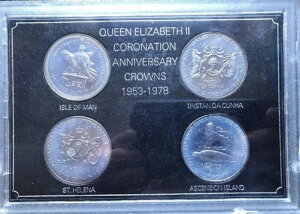 QUEEN ELIZABETH II
CORONATION
ANNIVERSARY
CROWNS
1953-1978
ISLE OF MAN
TRISTAN DA CUNHA
ST. HELENA
ASCENSION ISLAND